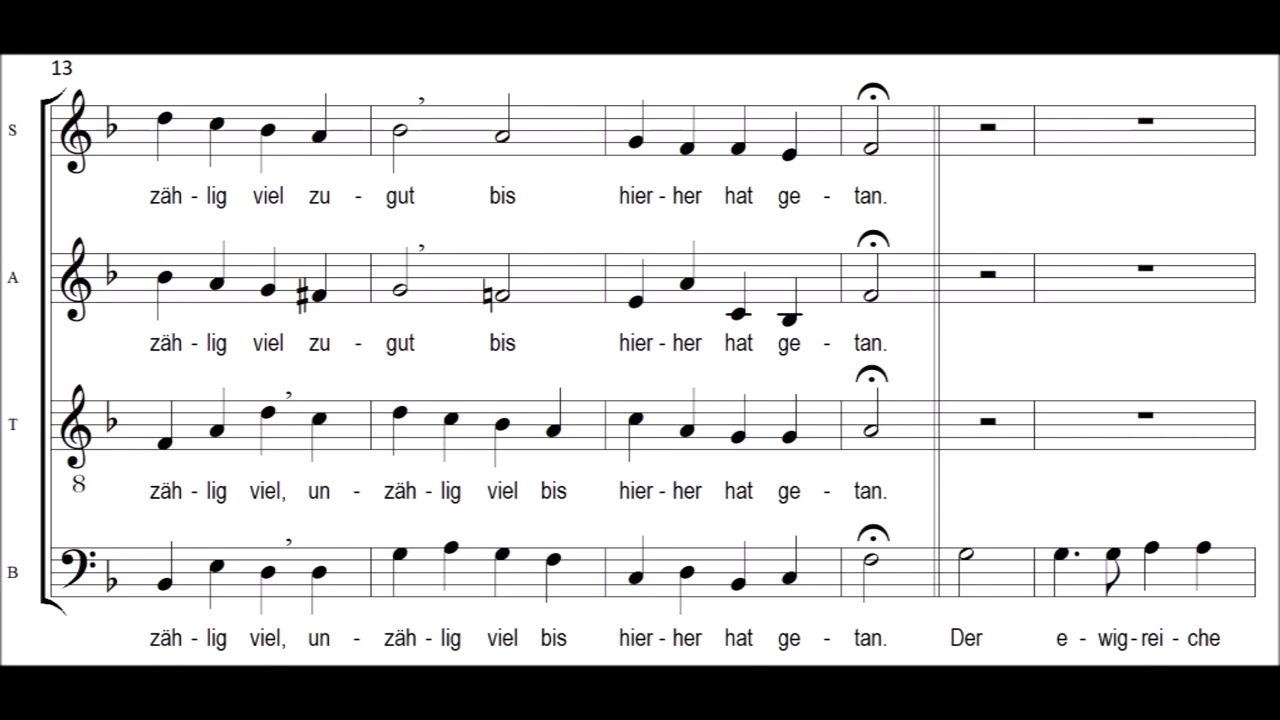 13
S
zäh - lig viel zu - gut bis hier - her hat ge - tan.
A
zäh - lig viel zu - gut bis hier - her hat ge - tan.
T
8
zäh - lig viel, un - zäh - lig viel bis hier - her hat ge - tan.
B
zäh - lig viel, un - zäh - lig viel bis hier - her hat ge - tan. Der e - wig - rei - che